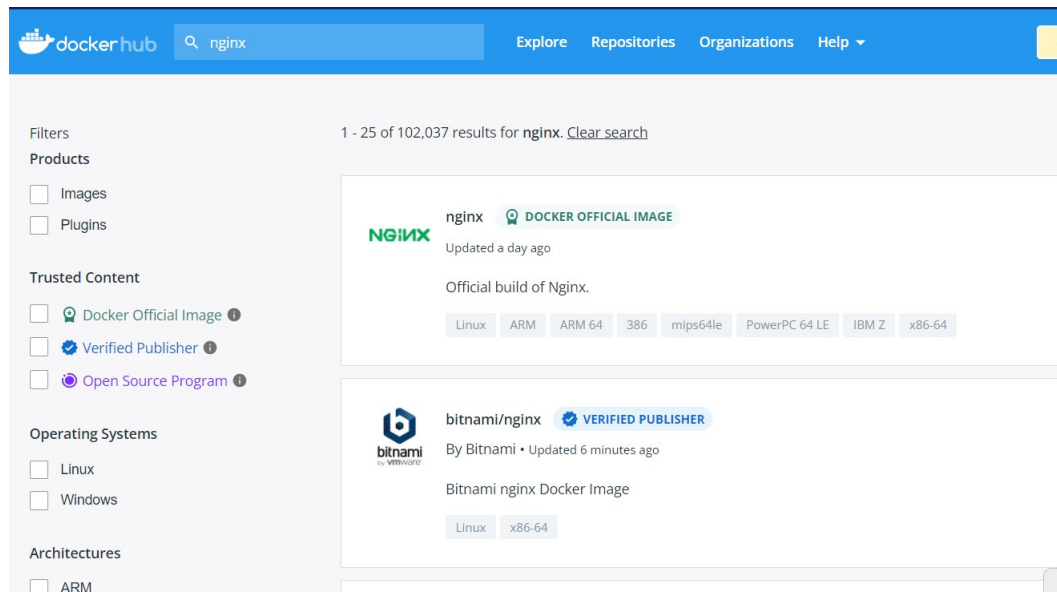 dockerhub
nginx
Explore Repositories Organizations Help
Filters
Products
Images
Plugins
Trusted Content
Docker Official Image
Verified Publisher
Open Source Program
Operating Systems
Linux
Windows
Architectures
ARM
1 - 25 of 102,037 results for nginx. Clear search
NGINX
nginx DOCKER OFFICIAL IMAGE
Updated a day ago
Official build of Nginx.
Linux ARM ARM 64 386 mips64le PowerPC 64 LE IBM Z x86-64
bitnami
by vmware
bitnami/nginx VERIFIED PUBLISHER
By Bitnami • Updated 6 minutes ago
Bitnami nginx Docker Image
Linux x86-64